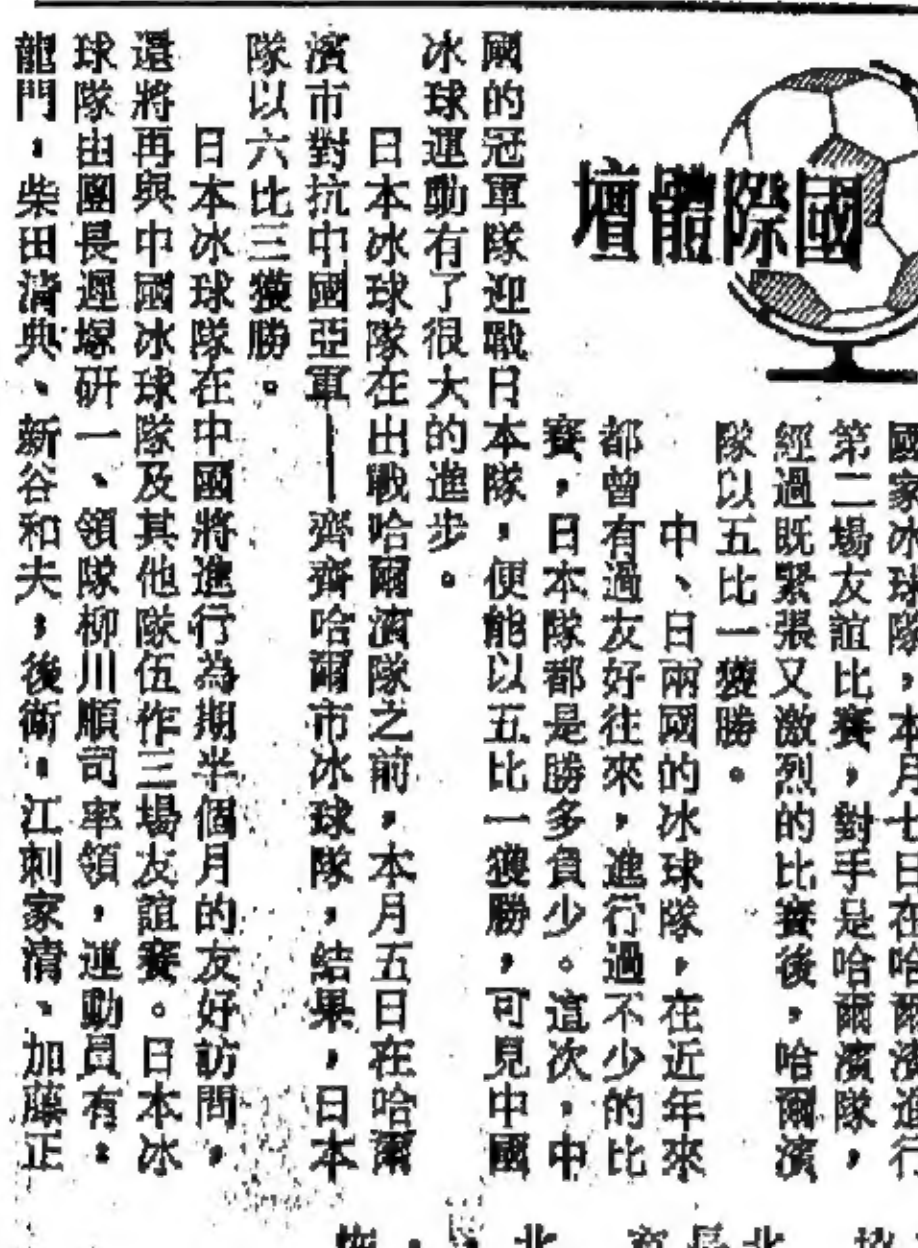 國際體壇
國家冰球隊，本月七日在哈爾濱進行
第二場友誼比賽，對手是哈爾濱隊，
經過既緊張又激烈的比賽後，哈爾濱
隊以五比一獲勝。
中、日兩國的冰球隊，在近年來
都曾有過友好往來，進行過不少的比
賽，日本隊都是勝多負少。這次，中
國的冠軍隊迎戰日本隊，便能以五比一獲勝，可見中國
冰球運動有了很大的進步。
日本冰球隊在出戰哈爾濱隊之前，本月五日在哈爾
濱市對抗中國亞軍——齊齊哈爾市冰球隊，結果，日本
隊以六比三獲勝。
日本冰球隊在中國將進行為期半個月的友好訪問，
還將再與中國冰球隊及其他隊伍作三場友誼賽。日本冰
球隊由團長遲塚研一、領隊柳川順司率領，運動員有：
龍門：柴田清典、新谷和夫；後衛：江刺家清、加藤正